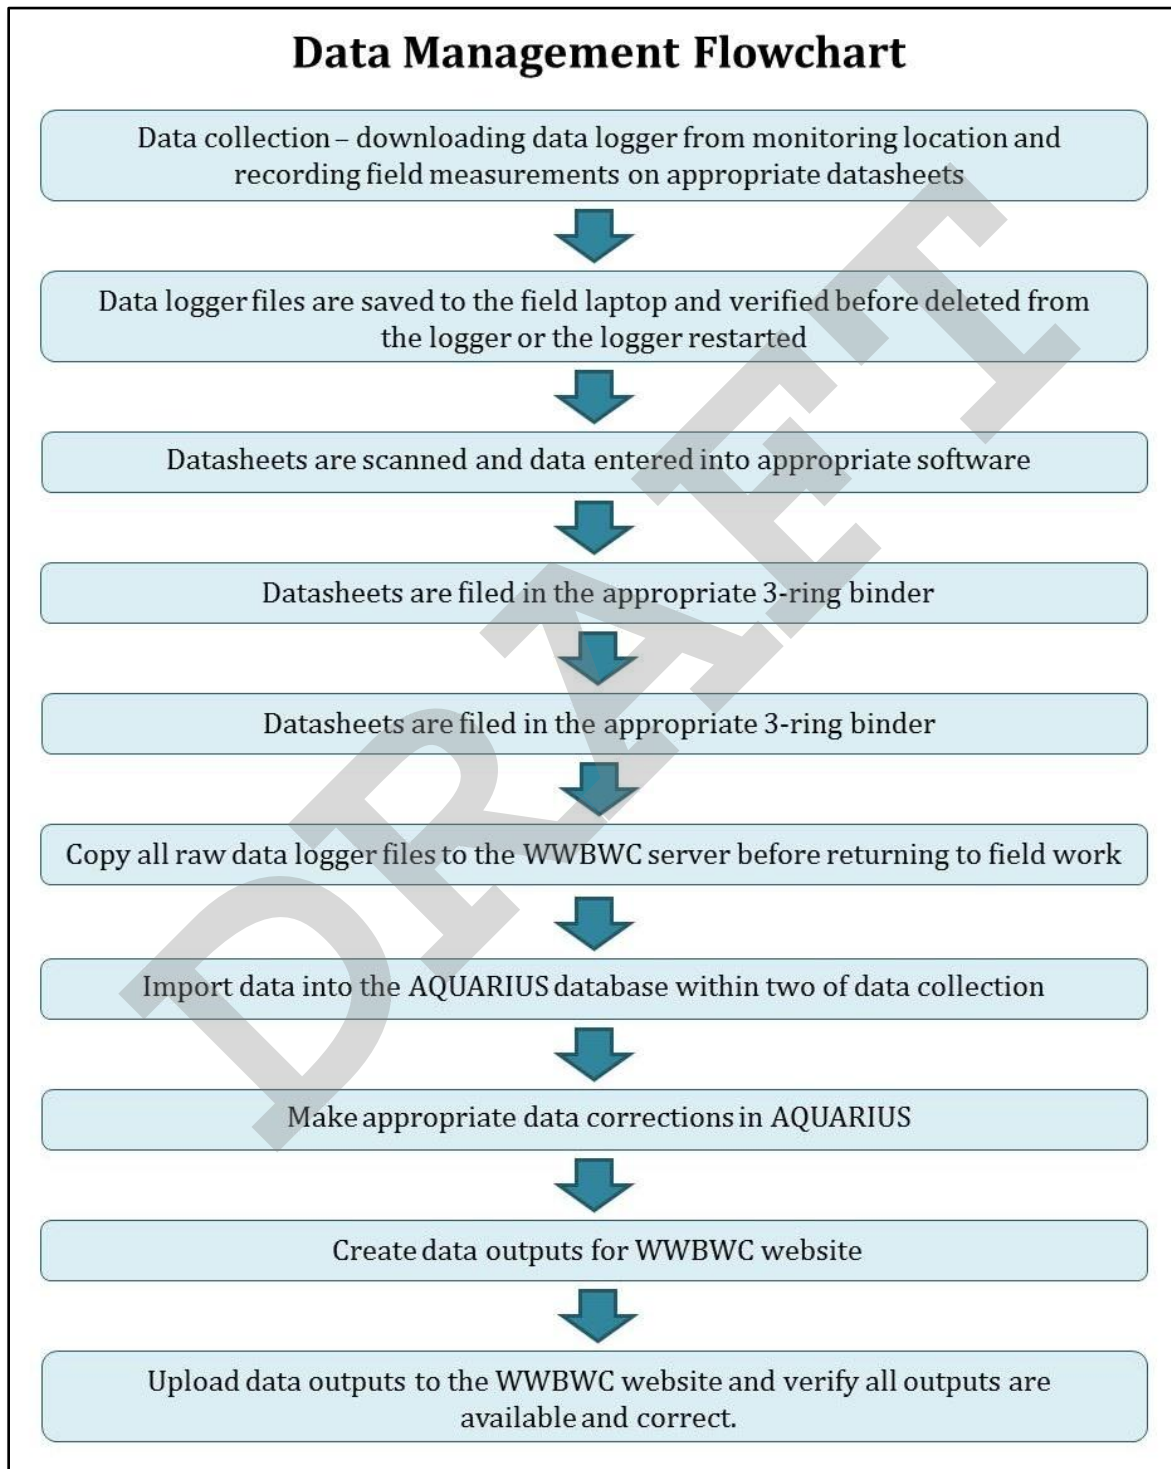 Data Management Flowchart
Data collection – downloading data logger from monitoring location and
recording field measurements on appropriate datasheets
Data logger files are saved to the field laptop and verified before deleted from
the logger or the logger restarted
Datasheets are scanned and data entered into appropriate software
Datasheets are filed in the appropriate 3-ring binder
Datasheets are filed in the appropriate 3-ring binder
Copy all raw data logger files to the WWBWC server before returning to field work
Import data into the AQUARIUS database within two of data collection
Make appropriate data corrections in AQUARIUS
Create data outputs for WWBWC website
Upload data outputs to the WWBWC website and verify all outputs are
available and correct.
DRAFT